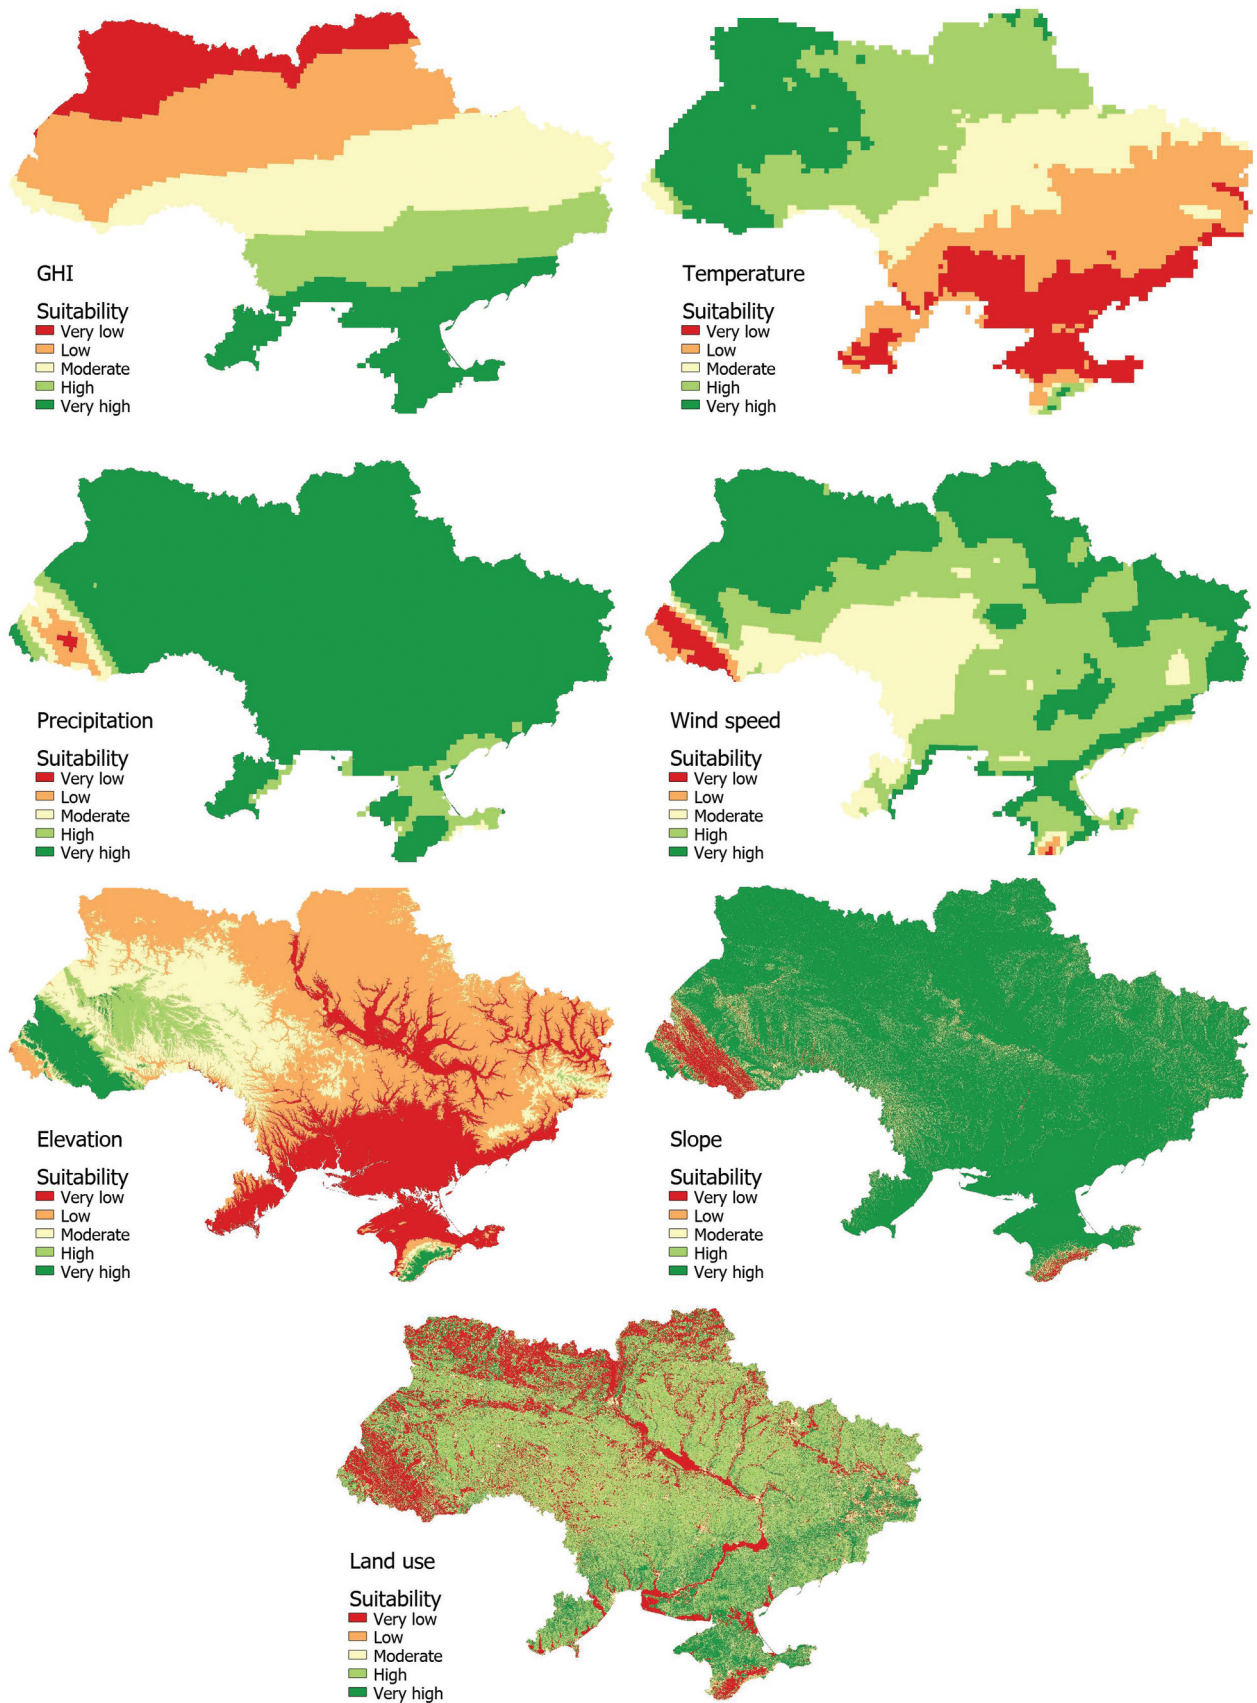 GHI
Suitability
Very low
Low
Moderate
High
Very high
Temperature
Suitability
Very low
Low
Moderate
High
Very high
Precipitation
Suitability
Very low
Low
Moderate
High
Very high
Wind speed
Suitability
Very low
Low
Moderate
High
Very high
Elevation
Suitability
Very low
Low
Moderate
High
Very high
Slope
Suitability
Very low
Low
Moderate
High
Very high
Land use
Suitability
Very low
Low
Moderate
High
Very high